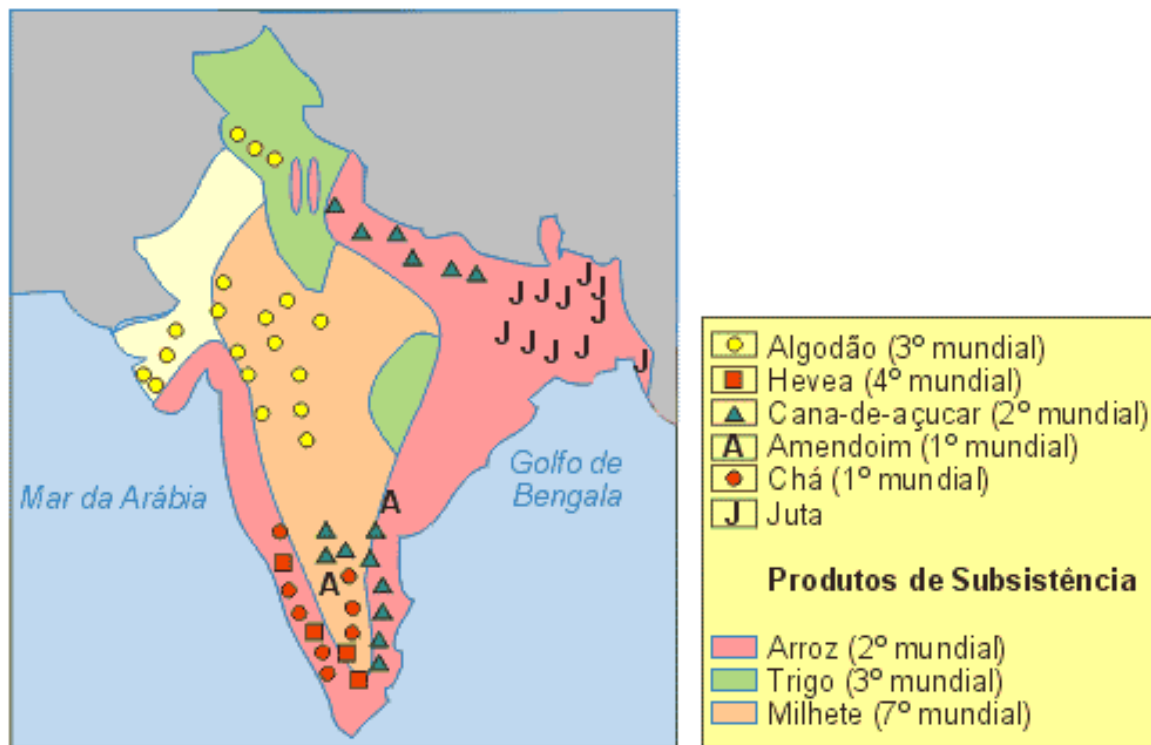 J J J J J J
J J J J J
Mar da Arábia
Golfo de
Bengala
A
A
Algodão (3º mundial)
Hevea (4º mundial)
Cana-de-açucar (2º mundial)
A Amendoim (1º mundial)
Chá (1º mundial)
J Juta
Produtos de Subsistência
Arroz (2º mundial)
Trigo (3º mundial)
Milhete (7º mundial)